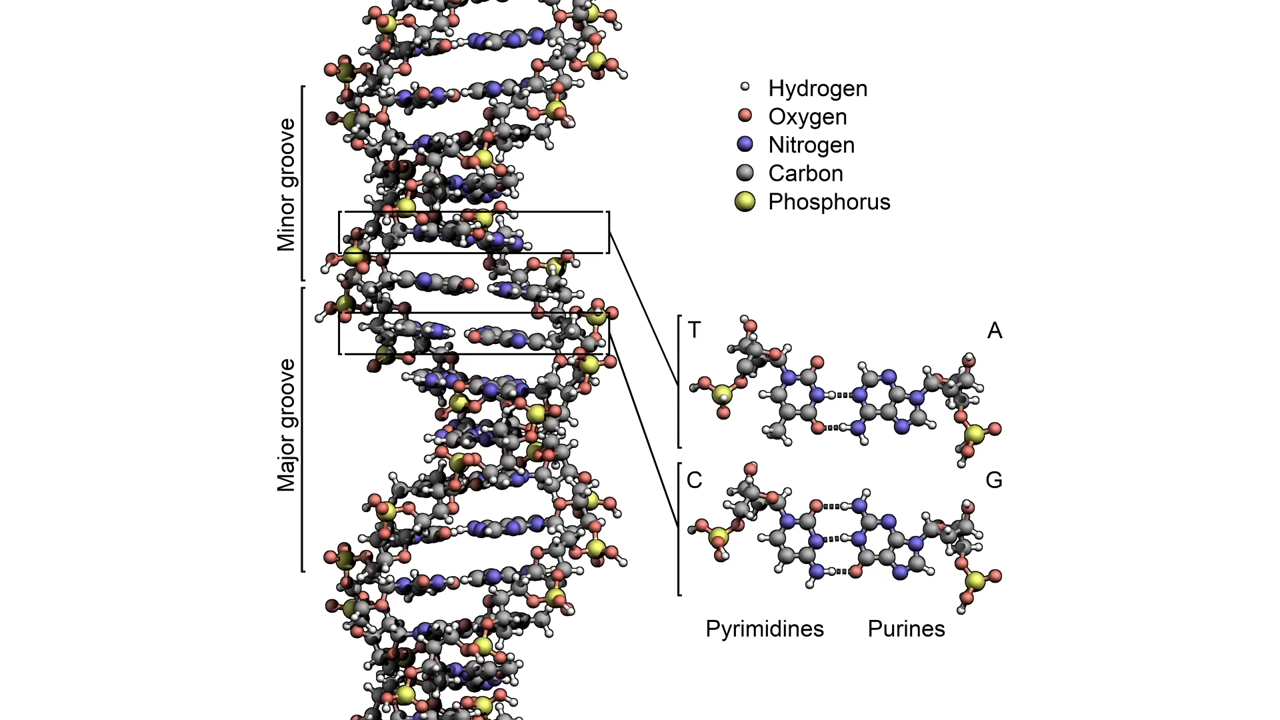 Minor groove
Major groove
Hydrogen
Oxygen
Nitrogen
Carbon
Phosphorus
T
A
C
G
Pyrimidines
Purines